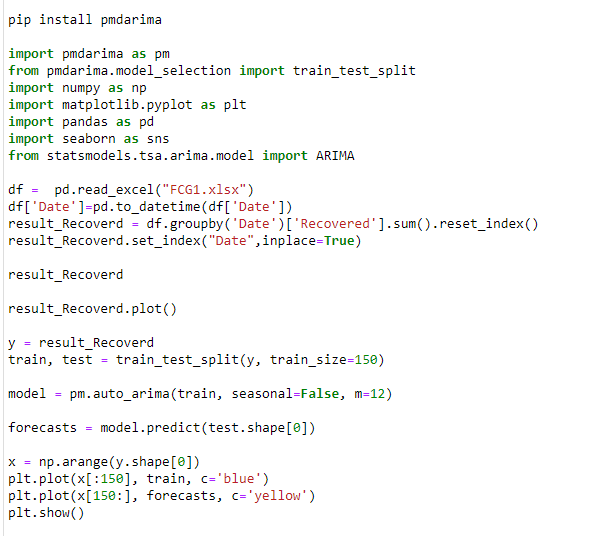 pip install pmdarima
import pmdarima as pm
from pmdarima.model_selection import train_test_split
import numpy as np
import matplotlib.pyplot as plt
import pandas as pd
import seaborn as sns
from statsmodels.tsa.arima.model import ARIMA
df =  pd.read_excel("FCG1.xlsx")
df['Date']=pd.to_datetime(df['Date'])
result_Recoverd = df.groupby('Date')['Recovered'].sum().reset_index()
result_Recoverd.set_index("Date",inplace=True)
result_Recoverd
result_Recoverd.plot()
y = result_Recoverd
train, test = train_test_split(y, train_size=150)
model = pm.auto_arima(train, seasonal=False, m=12)
forecasts = model.predict(test.shape[0])
x = np.arange(y.shape[0])
plt.plot(x[:150], train, c='blue')
plt.plot(x[150:], forecasts, c='yellow')
plt.show()